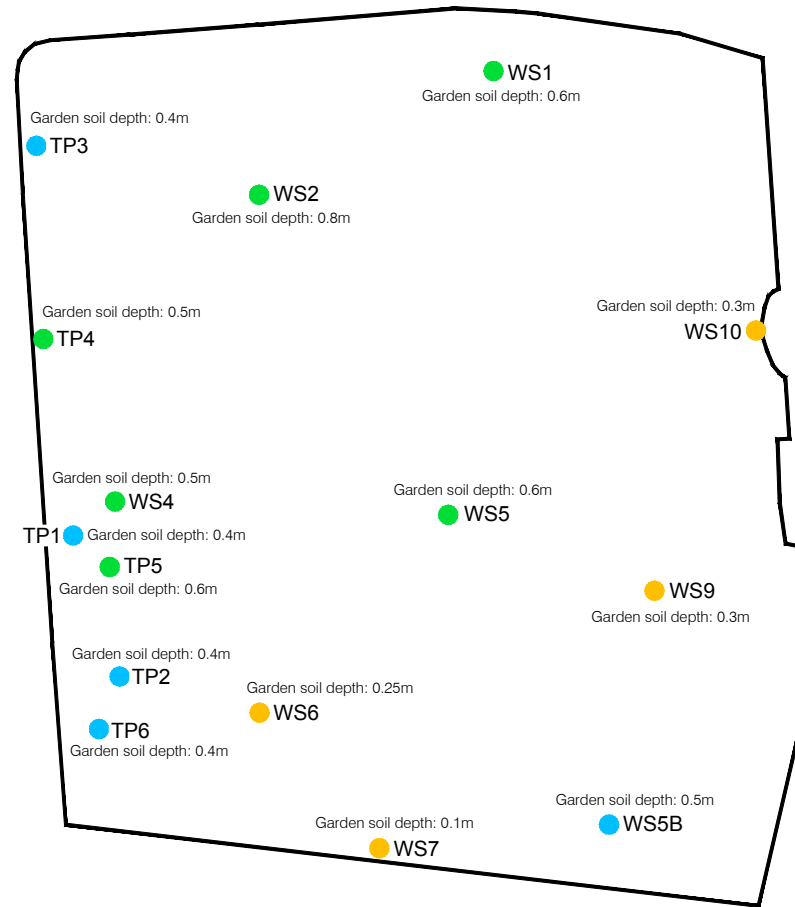 WS1
Garden soil depth: 0.6m
Garden soil depth: 0.4m
TP3
WS2
Garden soil depth: 0.8m
Garden soil depth: 0.5m
TP4
Garden soil depth: 0.3m
WS10
Garden soil depth: 0.5m
WS4
Garden soil depth: 0.6m
WS5
TP1 Garden soil depth: 0.4m
TP5
Garden soil depth: 0.6m
WS9
Garden soil depth: 0.3m
Garden soil depth: 0.4m
TP2
Garden soil depth: 0.25m
WS6
TP6
Garden soil depth: 0.4m
Garden soil depth: 0.5m
WS5B
Garden soil depth: 0.1m
WS7